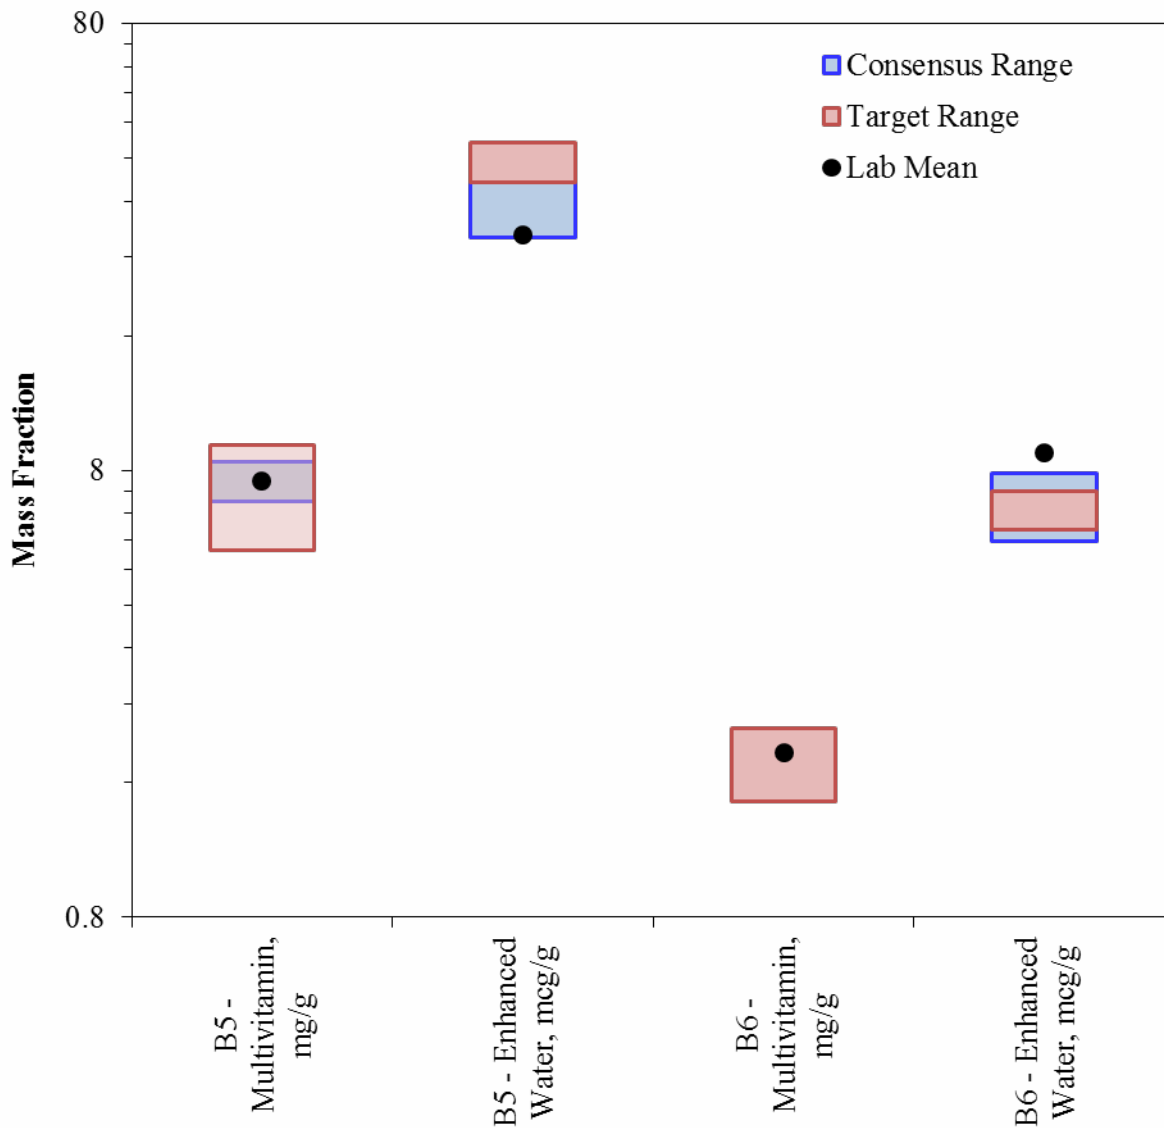 80
Consensus Range
Target Range
Lab Mean
Mass Fraction
8
0.8
B5 -
Multivitamin,
mg/g
B5 - Enhanced
Water, mcg/g
B6 -
Multivitamin,
mg/g
B6 - Enhanced
Water, mcg/g